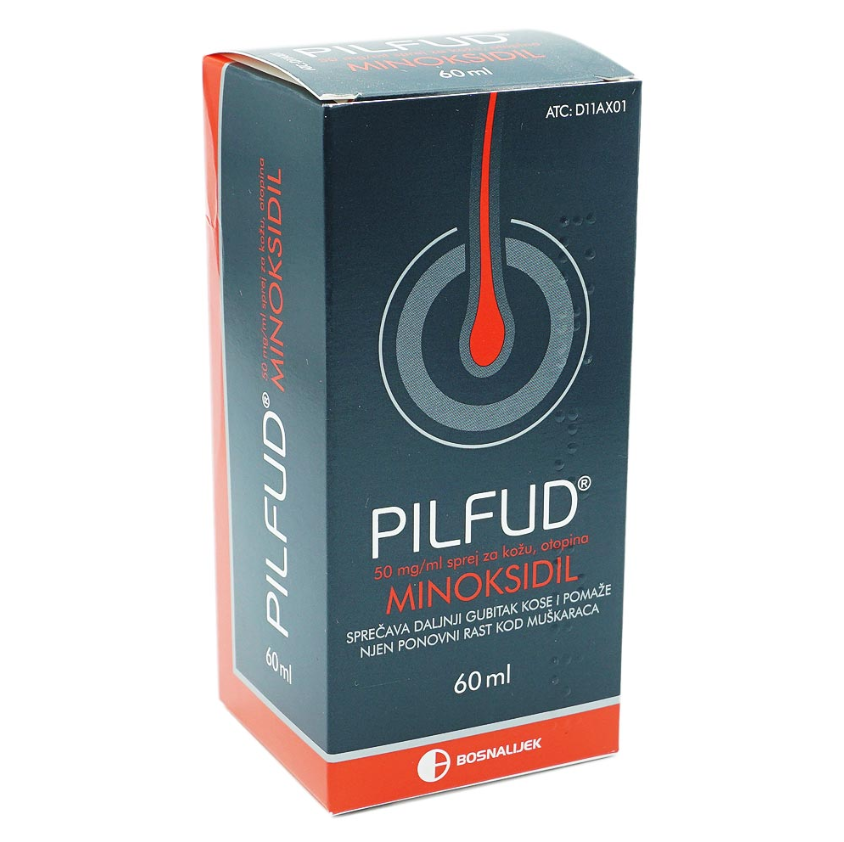 PILFUD®
MINOKSIDIL
60 ml
ATC: D11AX01
PILFUD®
50 mg/ml sprej za kožu, otopina
MINOKSIDIL
60 ml
PILFUD®
50 mg/ml sprej za kožu, otopina
MINOKSIDIL
SPREČAVA DALJNJI GUBITAK KOSE I POMAŽE
NJEN PONOVNI RAST KOD MUŠKARACA
60 ml
BOSNALIJEK